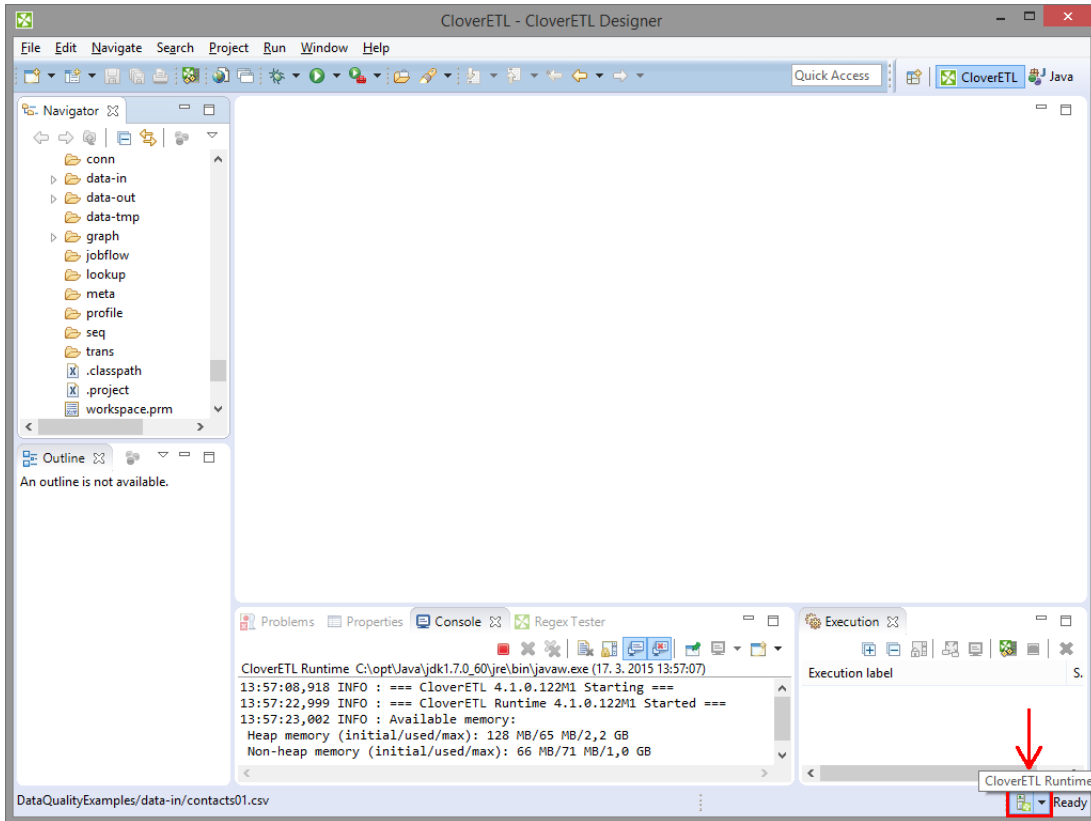 CloverETL - CloverETL Designer
File Edit Navigate Search Project Run Window Help
Quick Access CloverETL Java
Navigator
conn
data-in
data-out
data-tmp
graph
jobflow
lookup
meta
profile
seq
trans
.classpath
.project
workspace.prm
Outline
An outline is not available.
Problems Properties Console Regex Tester
CloverETL Runtime C:\opt\Java\jdk1.7.0_60\jre\bin\javaw.exe (17. 3. 2015 13:57:07)
13:57:08,918 INFO : === CloverETL 4.1.0.122M1 Starting ===
13:57:22,999 INFO : === CloverETL Runtime 4.1.0.122M1 Started ===
13:57:23,002 INFO : Available memory:
Heap memory (initial/used/max): 128 MB/65 MB/2,2 GB
Non-heap memory (initial/used/max): 66 MB/71 MB/1,0 GB
Execution
Execution label S.
CloverETL Runtime
DataQualityExamples/data-in/contacts01.csv
Ready